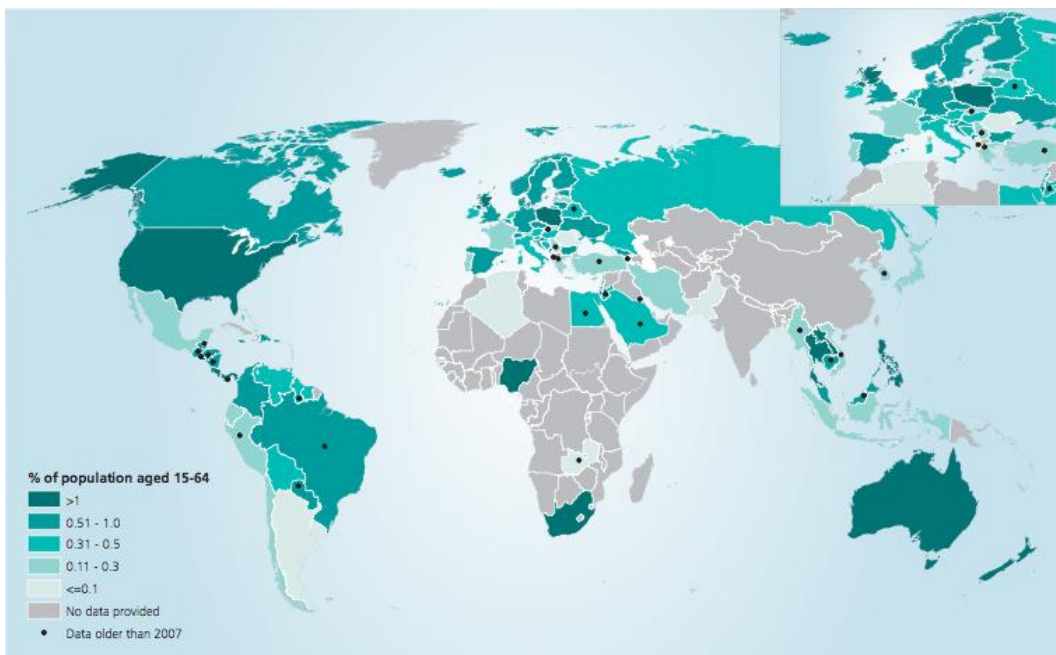 % of population aged 15-64
>1
0.51 - 1.0
0.31 - 0.5
0.11 - 0.3
<=0.1
No data provided
Data older than 2007